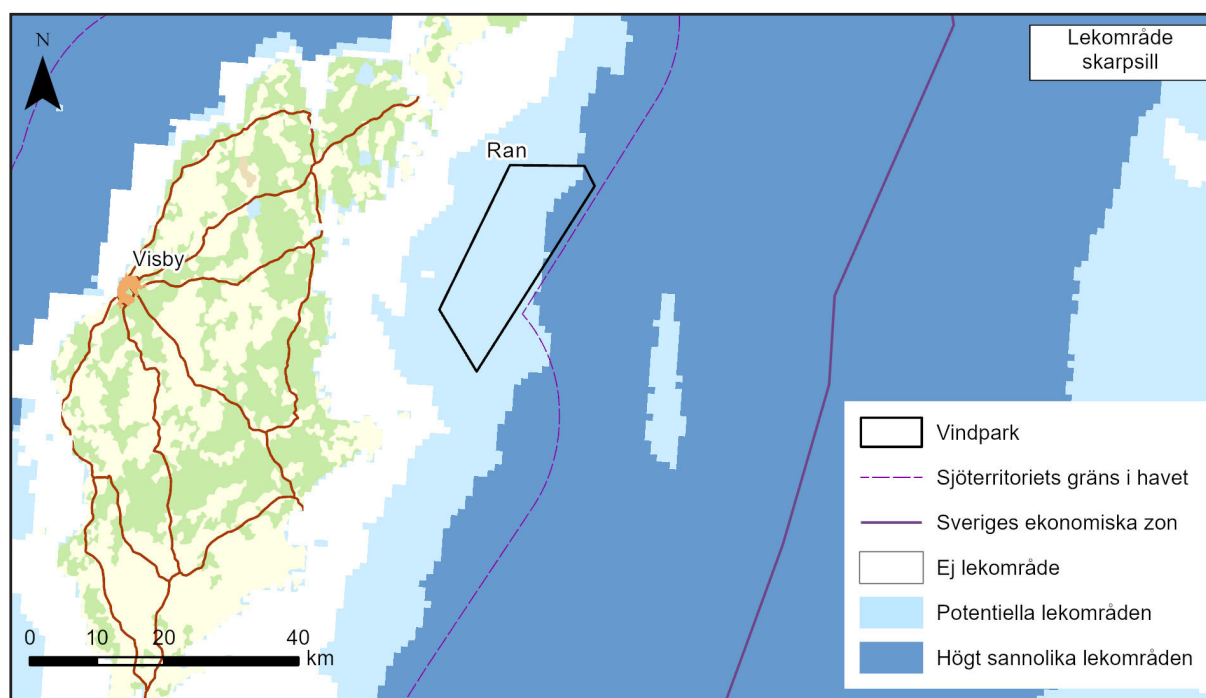 N
Lekområde
skarpsill
Ran
Visby
Vindpark
Sjöterritoriets gräns i havet
Sveriges ekonomiska zon
Ej lekområde
Potentiella lekområden
Högt sannolika lekområden
0 10 20 40
km